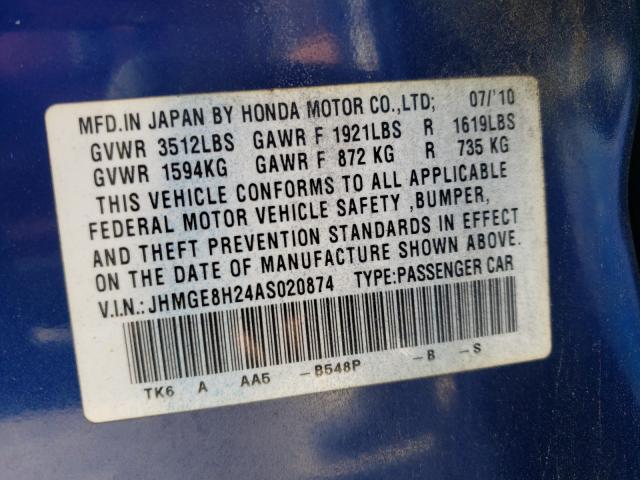 MFD.IN JAPAN BY HONDA MOTOR CO.,LTD; 07/'10
GVWR 3512LBS GAWR F 1921LBS R 1619LBS
GVWR 1594KG GAWR F 872 KG R 735 KG
THIS VEHICLE CONFORMS TO ALL APPLICABLE
FEDERAL MOTOR VEHICLE SAFETY ,BUMPER,
AND THEFT PREVENTION STANDARDS IN EFFECT
ON THE DATE OF MANUFACTURE SHOWN ABOVE.
V.I.N.: JHMGE8H24AS020874 TYPE:PASSENGER CAR
TK6 A AA5 -B548P -B -S